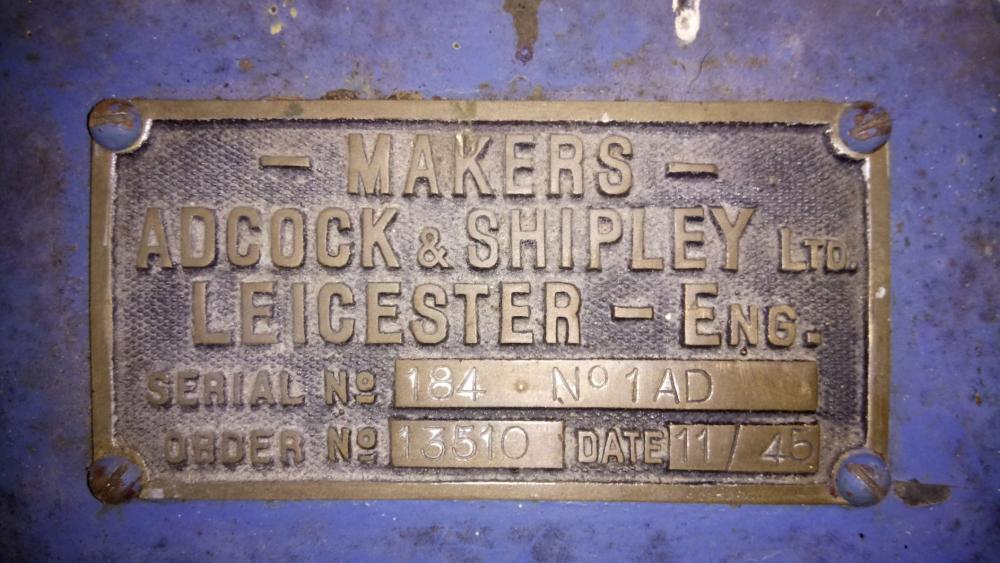 — MAKERS —
ADCOCK & SHIPLEY LTD.
LEICESTER — ENG.
SERIAL Nº 184 Nº 1AD
ORDER Nº 13510 DATE 11 / 45